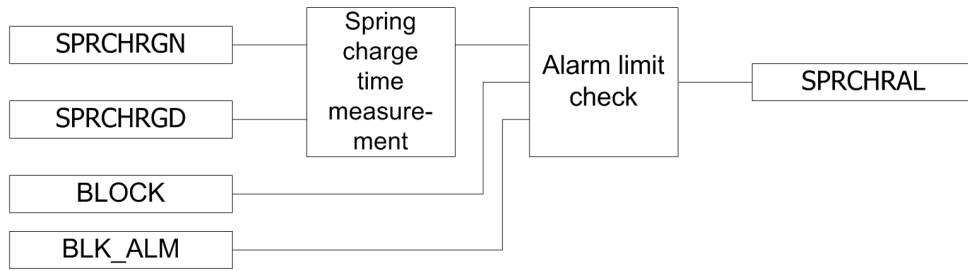 SPRCHRGN
SPRCHRGD
BLOCK
BLK_ALM
Spring
charge
time
measure-
ment
Alarm limit
check
SPRCHRAL